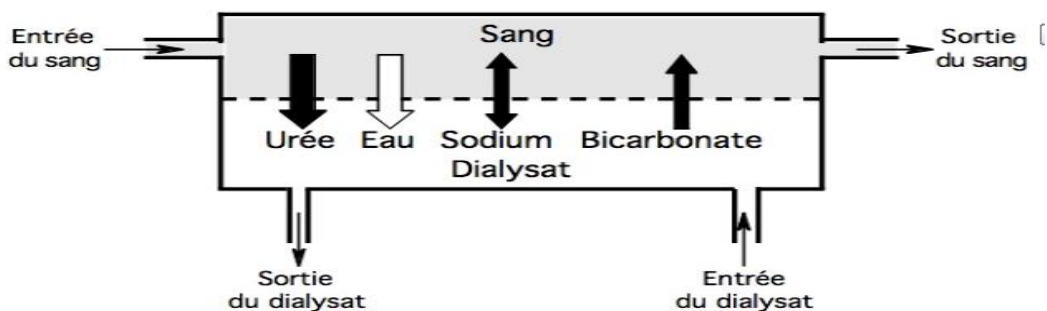 Entrée
du sang
Sang
Sortie
du sang
Urée Eau Sodium Bicarbonate
Dialysat
Sortie
du dialysat
Entrée
du dialysat